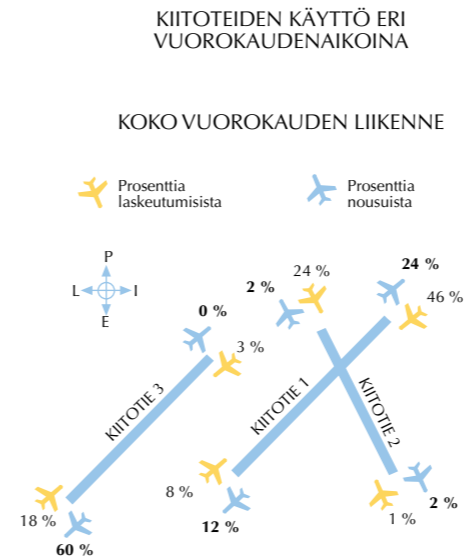 KIITOTEIDEN KÄYTTÖ ERI
VUOROKAUDENAIKOINA
KOKO VUOROKAUDEN LIIKENNE
Prosenttia
laskeutumisista
Prosenttia
nousuista
P
L I
E
0 %
3 %
KIITOTIE 3
18 %
60 %
2 %
24 %
24 %
46 %
KIITOTIE 1
KIITOTIE 2
8 %
12 %
1 %
2 %